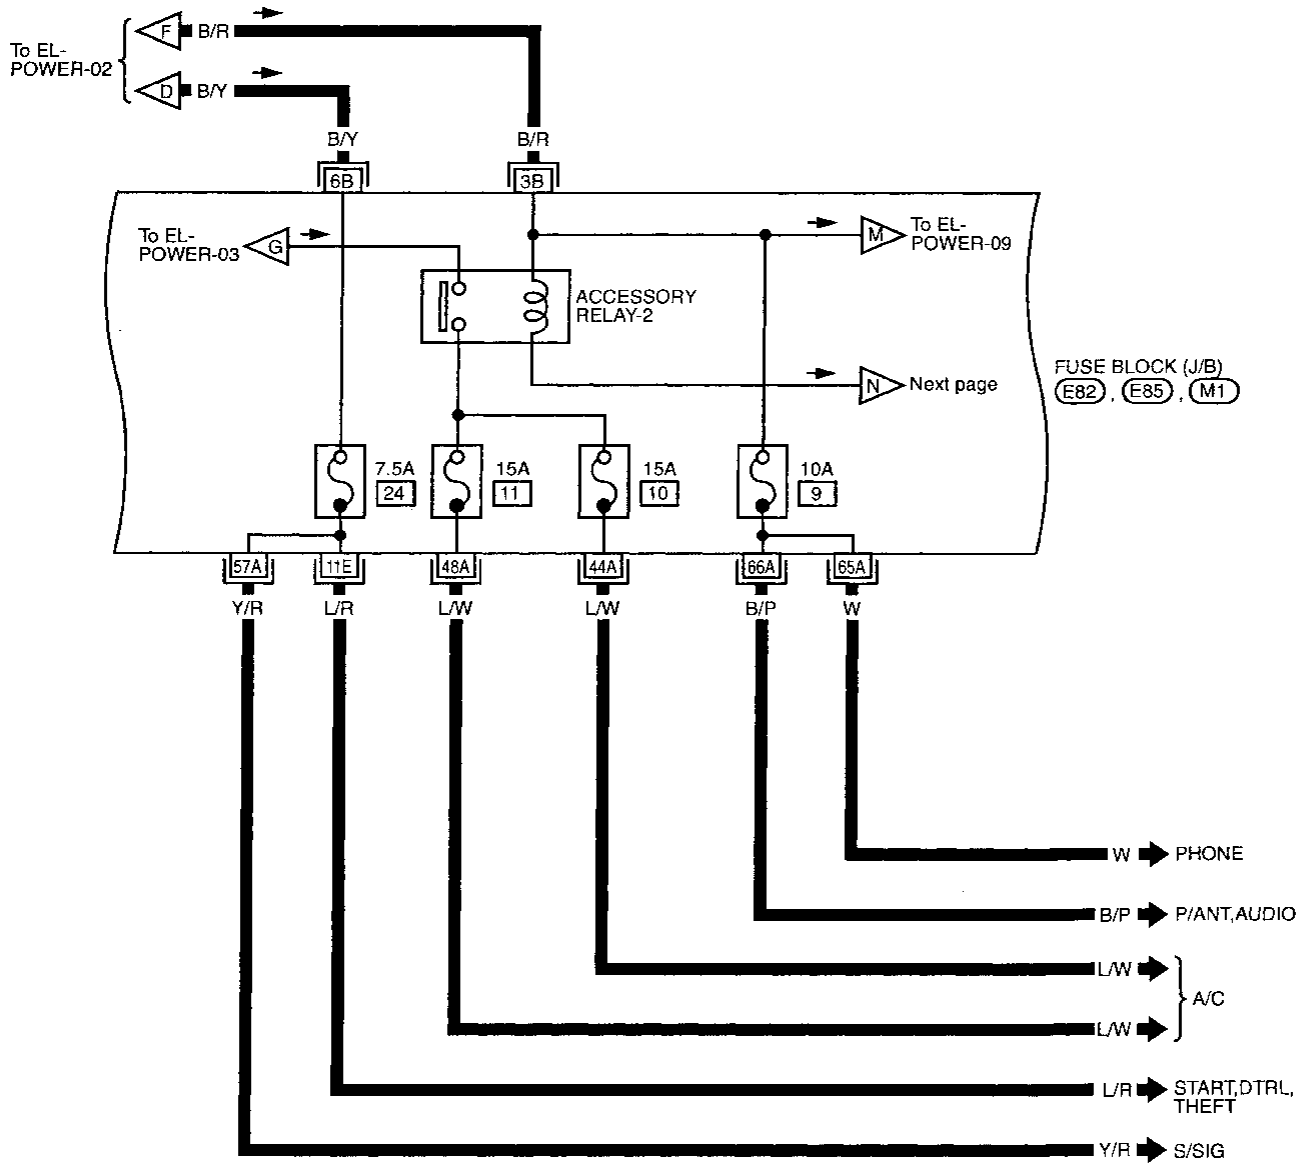 To EL-
POWER-02
F
B/R
D
B/Y
B/Y
B/R
6B
3B
To EL-
POWER-03
G
M
To EL-
POWER-09
ACCESSORY
RELAY-2
N
Next page
FUSE BLOCK (J/B)
E82 , E85 , M1
7.5A
24
15A
11
15A
10
10A
9
57A
11E
48A
44A
66A
65A
Y/R
L/R
L/W
L/W
B/P
W
W
PHONE
B/P
P/ANT,AUDIO
L/W
A/C
L/W
L/R
START,DTRL,
THEFT
Y/R
S/SIG